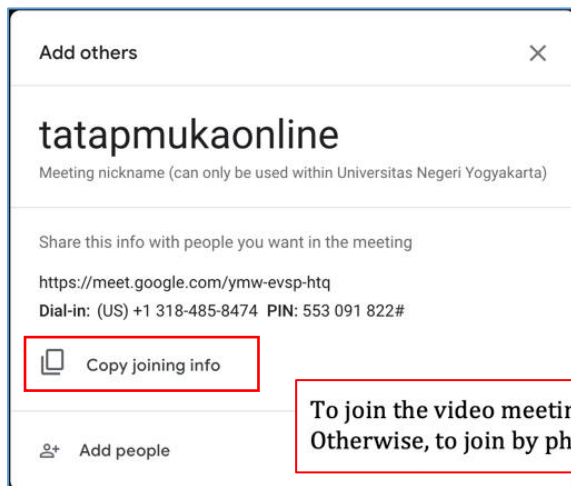 Add others
tatapmukaonline
Meeting nickname (can only be used within Universitas Negeri Yogyakarta)
Share this info with people you want in the meeting
https://meet.google.com/ymw-evsp-htq
Dial-in: (US) +1 318-485-8474 PIN: 553 091 822#
Copy joining info
To join the video
Otherwise, to join by
Add people